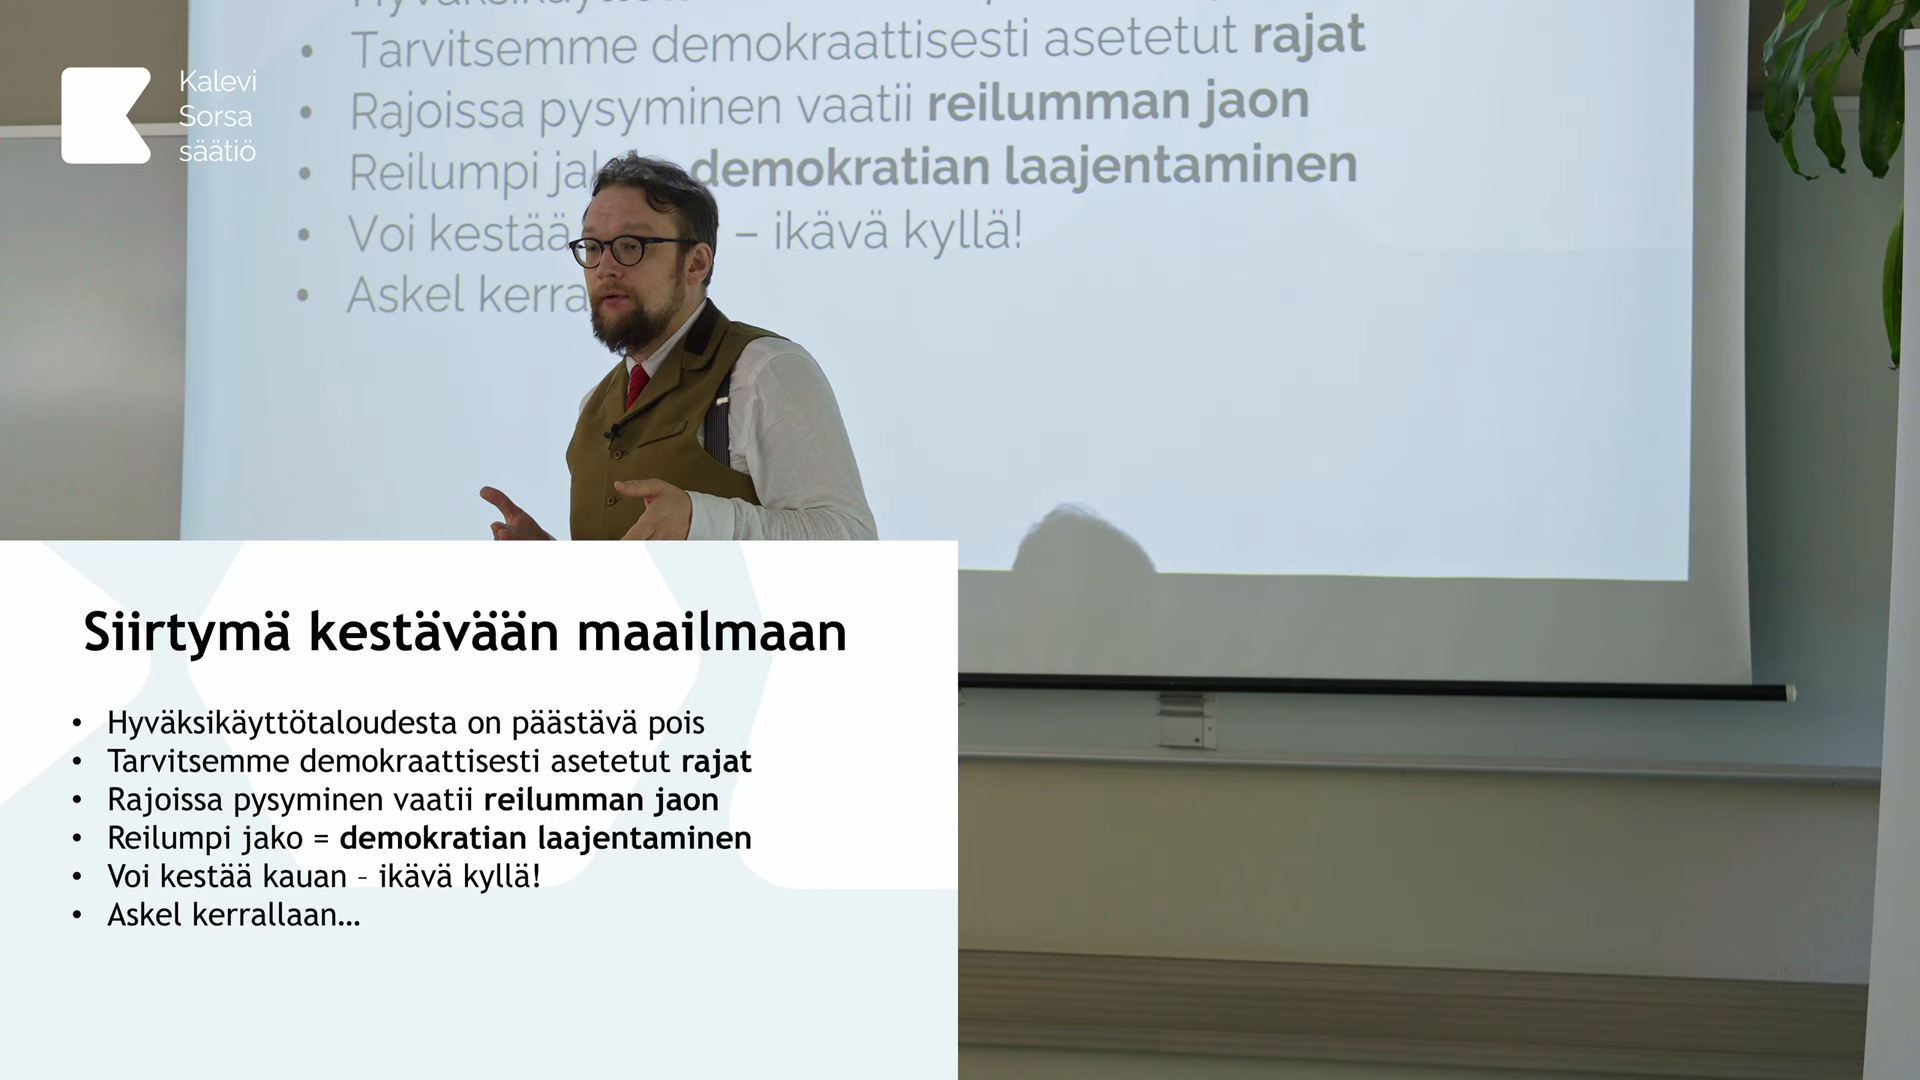 Tarvitsemme demokraattisesti asetetut rajat
Rajoissa pysyminen vaatii reilumman jaon
Reilumpi demokratian laajentaminen
Voi kestää – ikävä kyllä!
Askel
Kalevi
Sorsa
säätiö
Siirtymä kestävään maailmaan
• Hyväksikäyttötaloudesta on päästävä pois
• Tarvitsemme demokraattisesti asetetut rajat
• Rajoissa pysyminen vaatii reilumman jaon
• Reilumpi jako = demokratian laajentaminen
• Voi kestää kauan – ikävä kyllä!
• Askel kerrallaan…